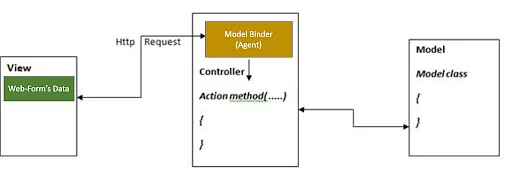 View
Web-Form's Data
Http Request
Model Binder
(Agent)
Controller
Action method(.....)
{
}
Model
Model class
{
}